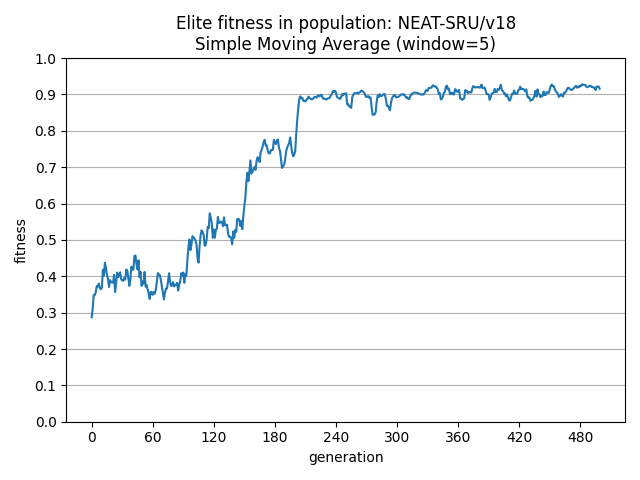 Elite fitness in population: NEAT-SRU/v18
Simple Moving Average (window=5)
1.0
0.9
0.8
0.7
0.6
0.5
0.4
0.3
0.2
0.1
0.0
fitness
0 60 120 180 240 300 360 420 480
generation